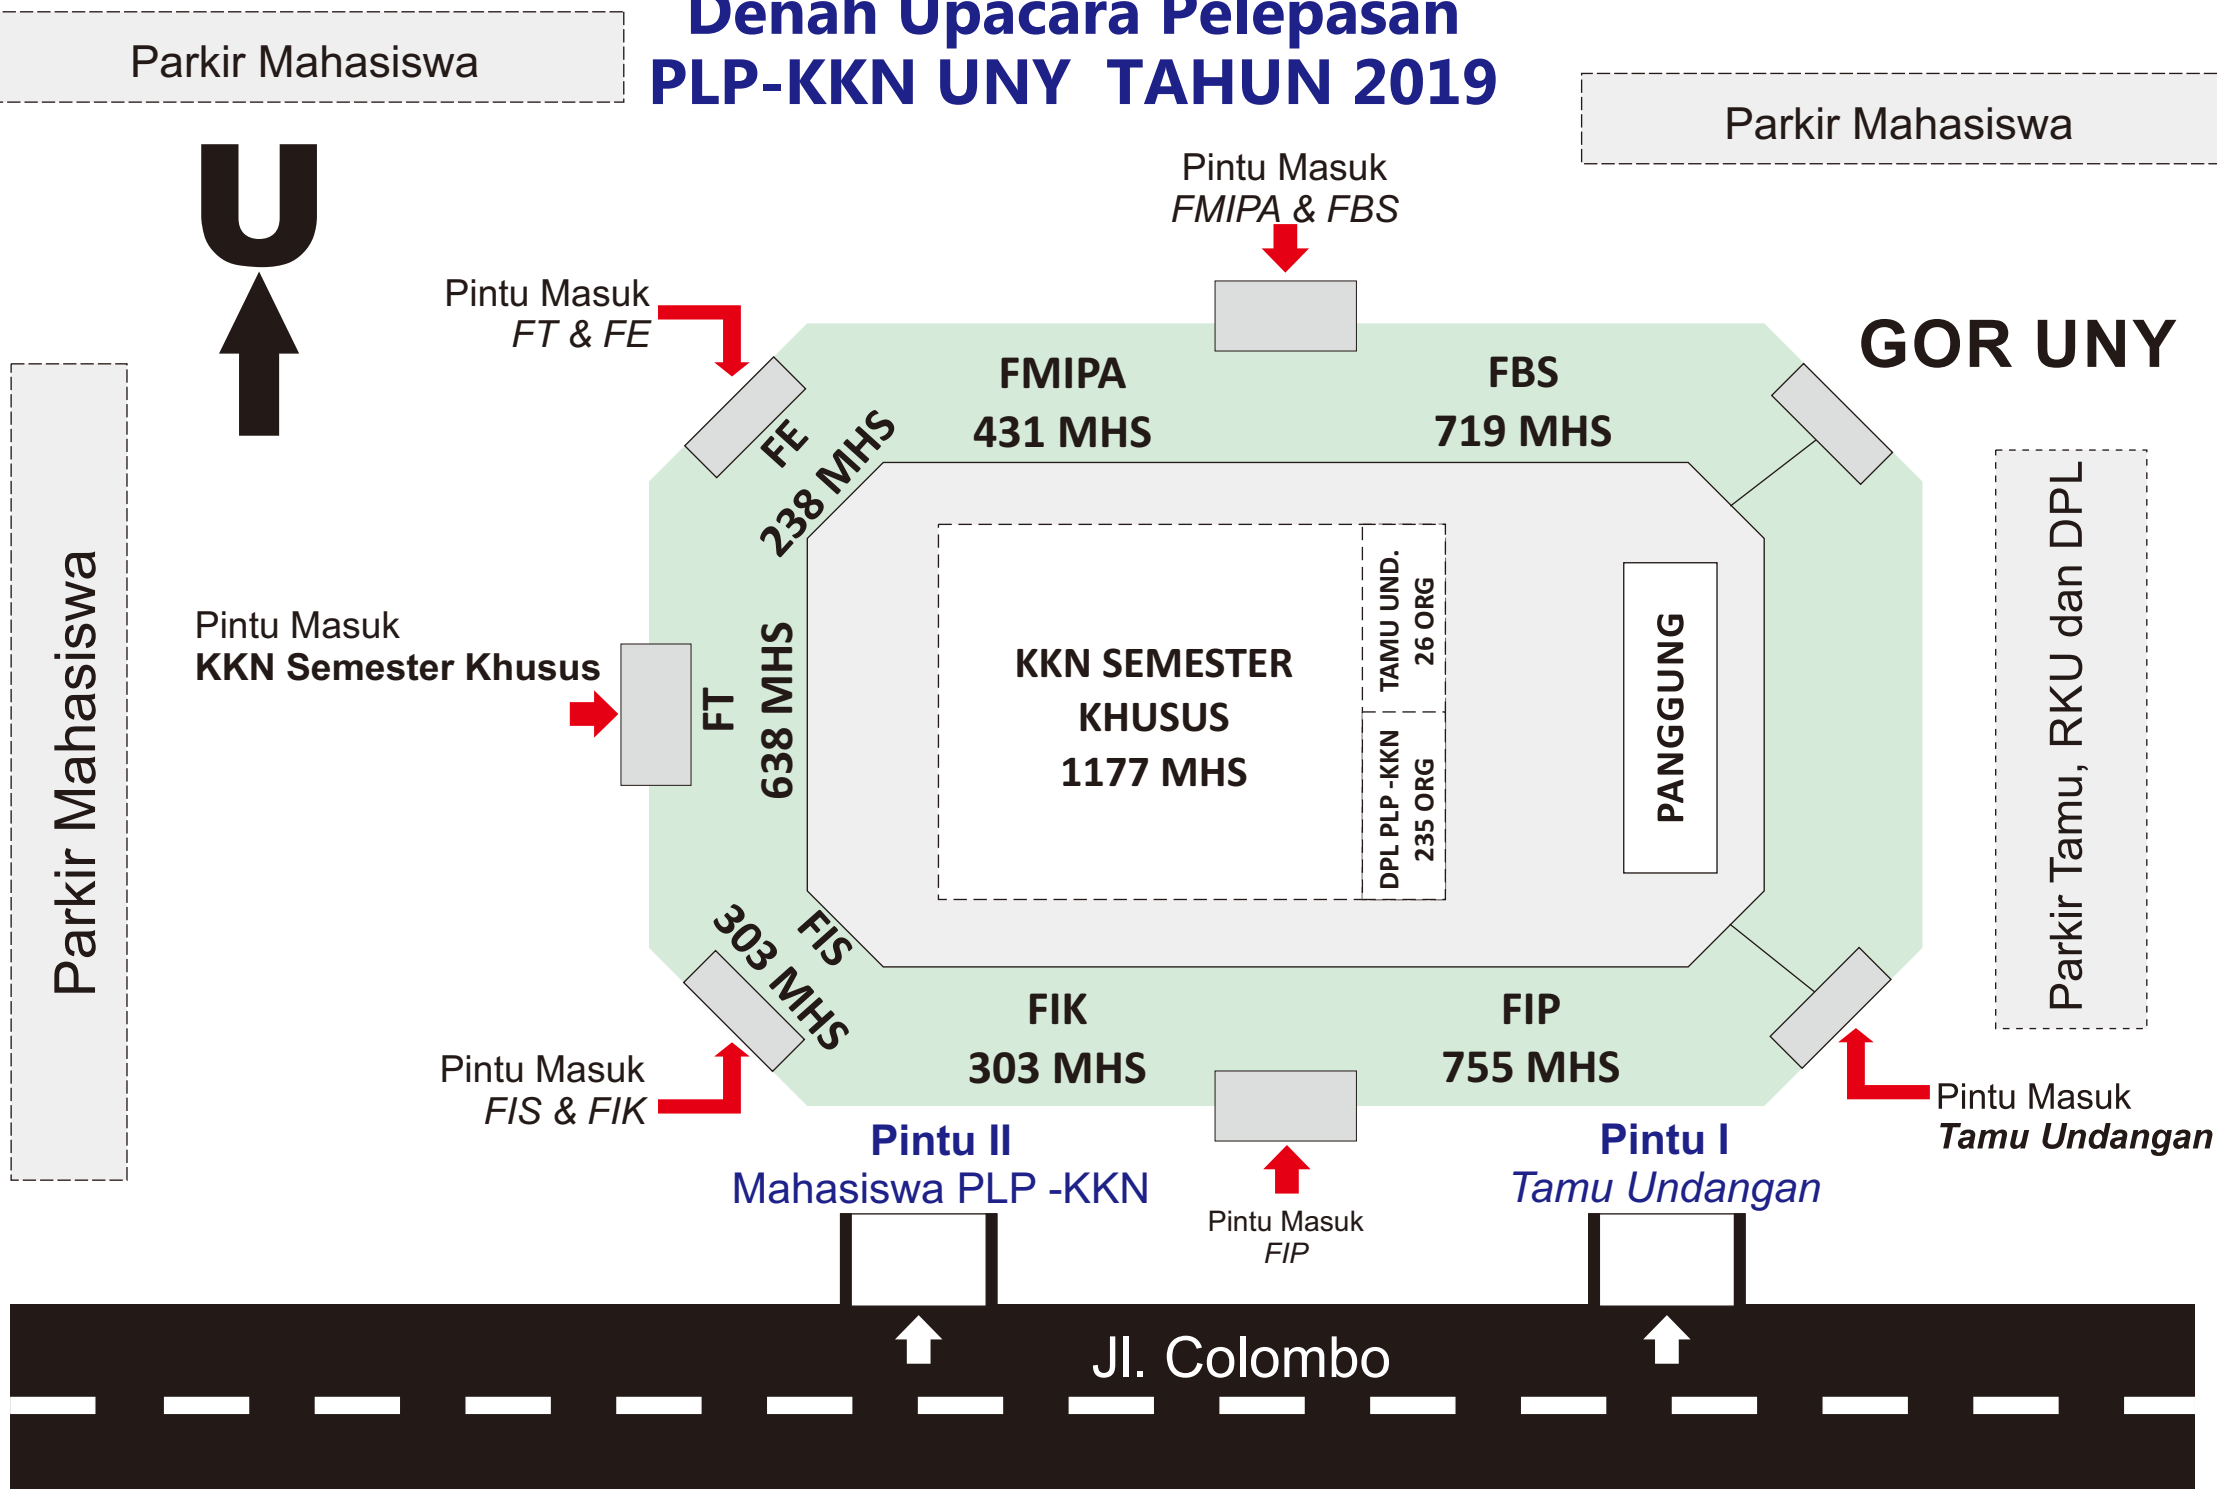 Denah Upacara Pelepasan
PLP-KKN UNY TAHUN 2019
Parkir Mahasiswa
Parkir Mahasiswa
U
Pintu Masuk
FMIPA & FBS
Pintu Masuk
FT & FE
GOR UNY
FMIPA
431 MHS
FBS
719 MHS
FE
238 MHS
Parkir Mahasiswa
Pintu Masuk
KKN Semester Khusus
FT
638 MHS
KKN SEMESTER
KHUSUS
1177 MHS
TAMU UND.
26 ORG
DPL PLP -KKN
235 ORG
PANGGUNG
Parkir Tamu, RKU dan DPL
FIS
303 MHS
FIK
303 MHS
FIP
755 MHS
Pintu Masuk
FIS & FIK
Pintu Masuk
Tamu Undangan
Pintu II
Mahasiswa PLP -KKN
Pintu I
Tamu Undangan
Pintu Masuk
FIP
Jl. Colombo